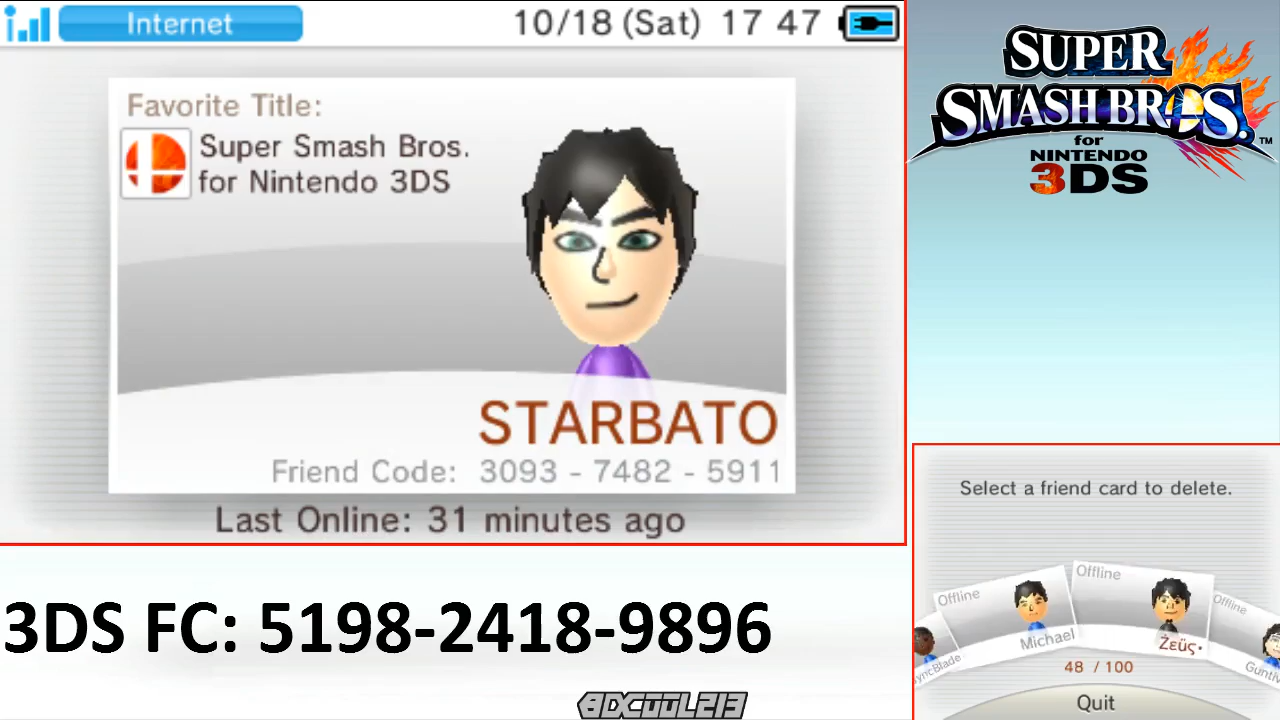 Internet
10/18 (Sat) 17 47
Favorite Title:
Super Smash Bros.
for Nintendo 3DS
STARBATO
Friend Code: 3093 - 7482 - 5911
Last Online: 31 minutes ago
3DS FC: 5198-2418-9896
SUPER
SMASH BROS.™
for
NINTENDO
3DS
Select a friend card to delete.
Offline
Offline
Offline
Michael
Zεüς•
48 / 100
Quit